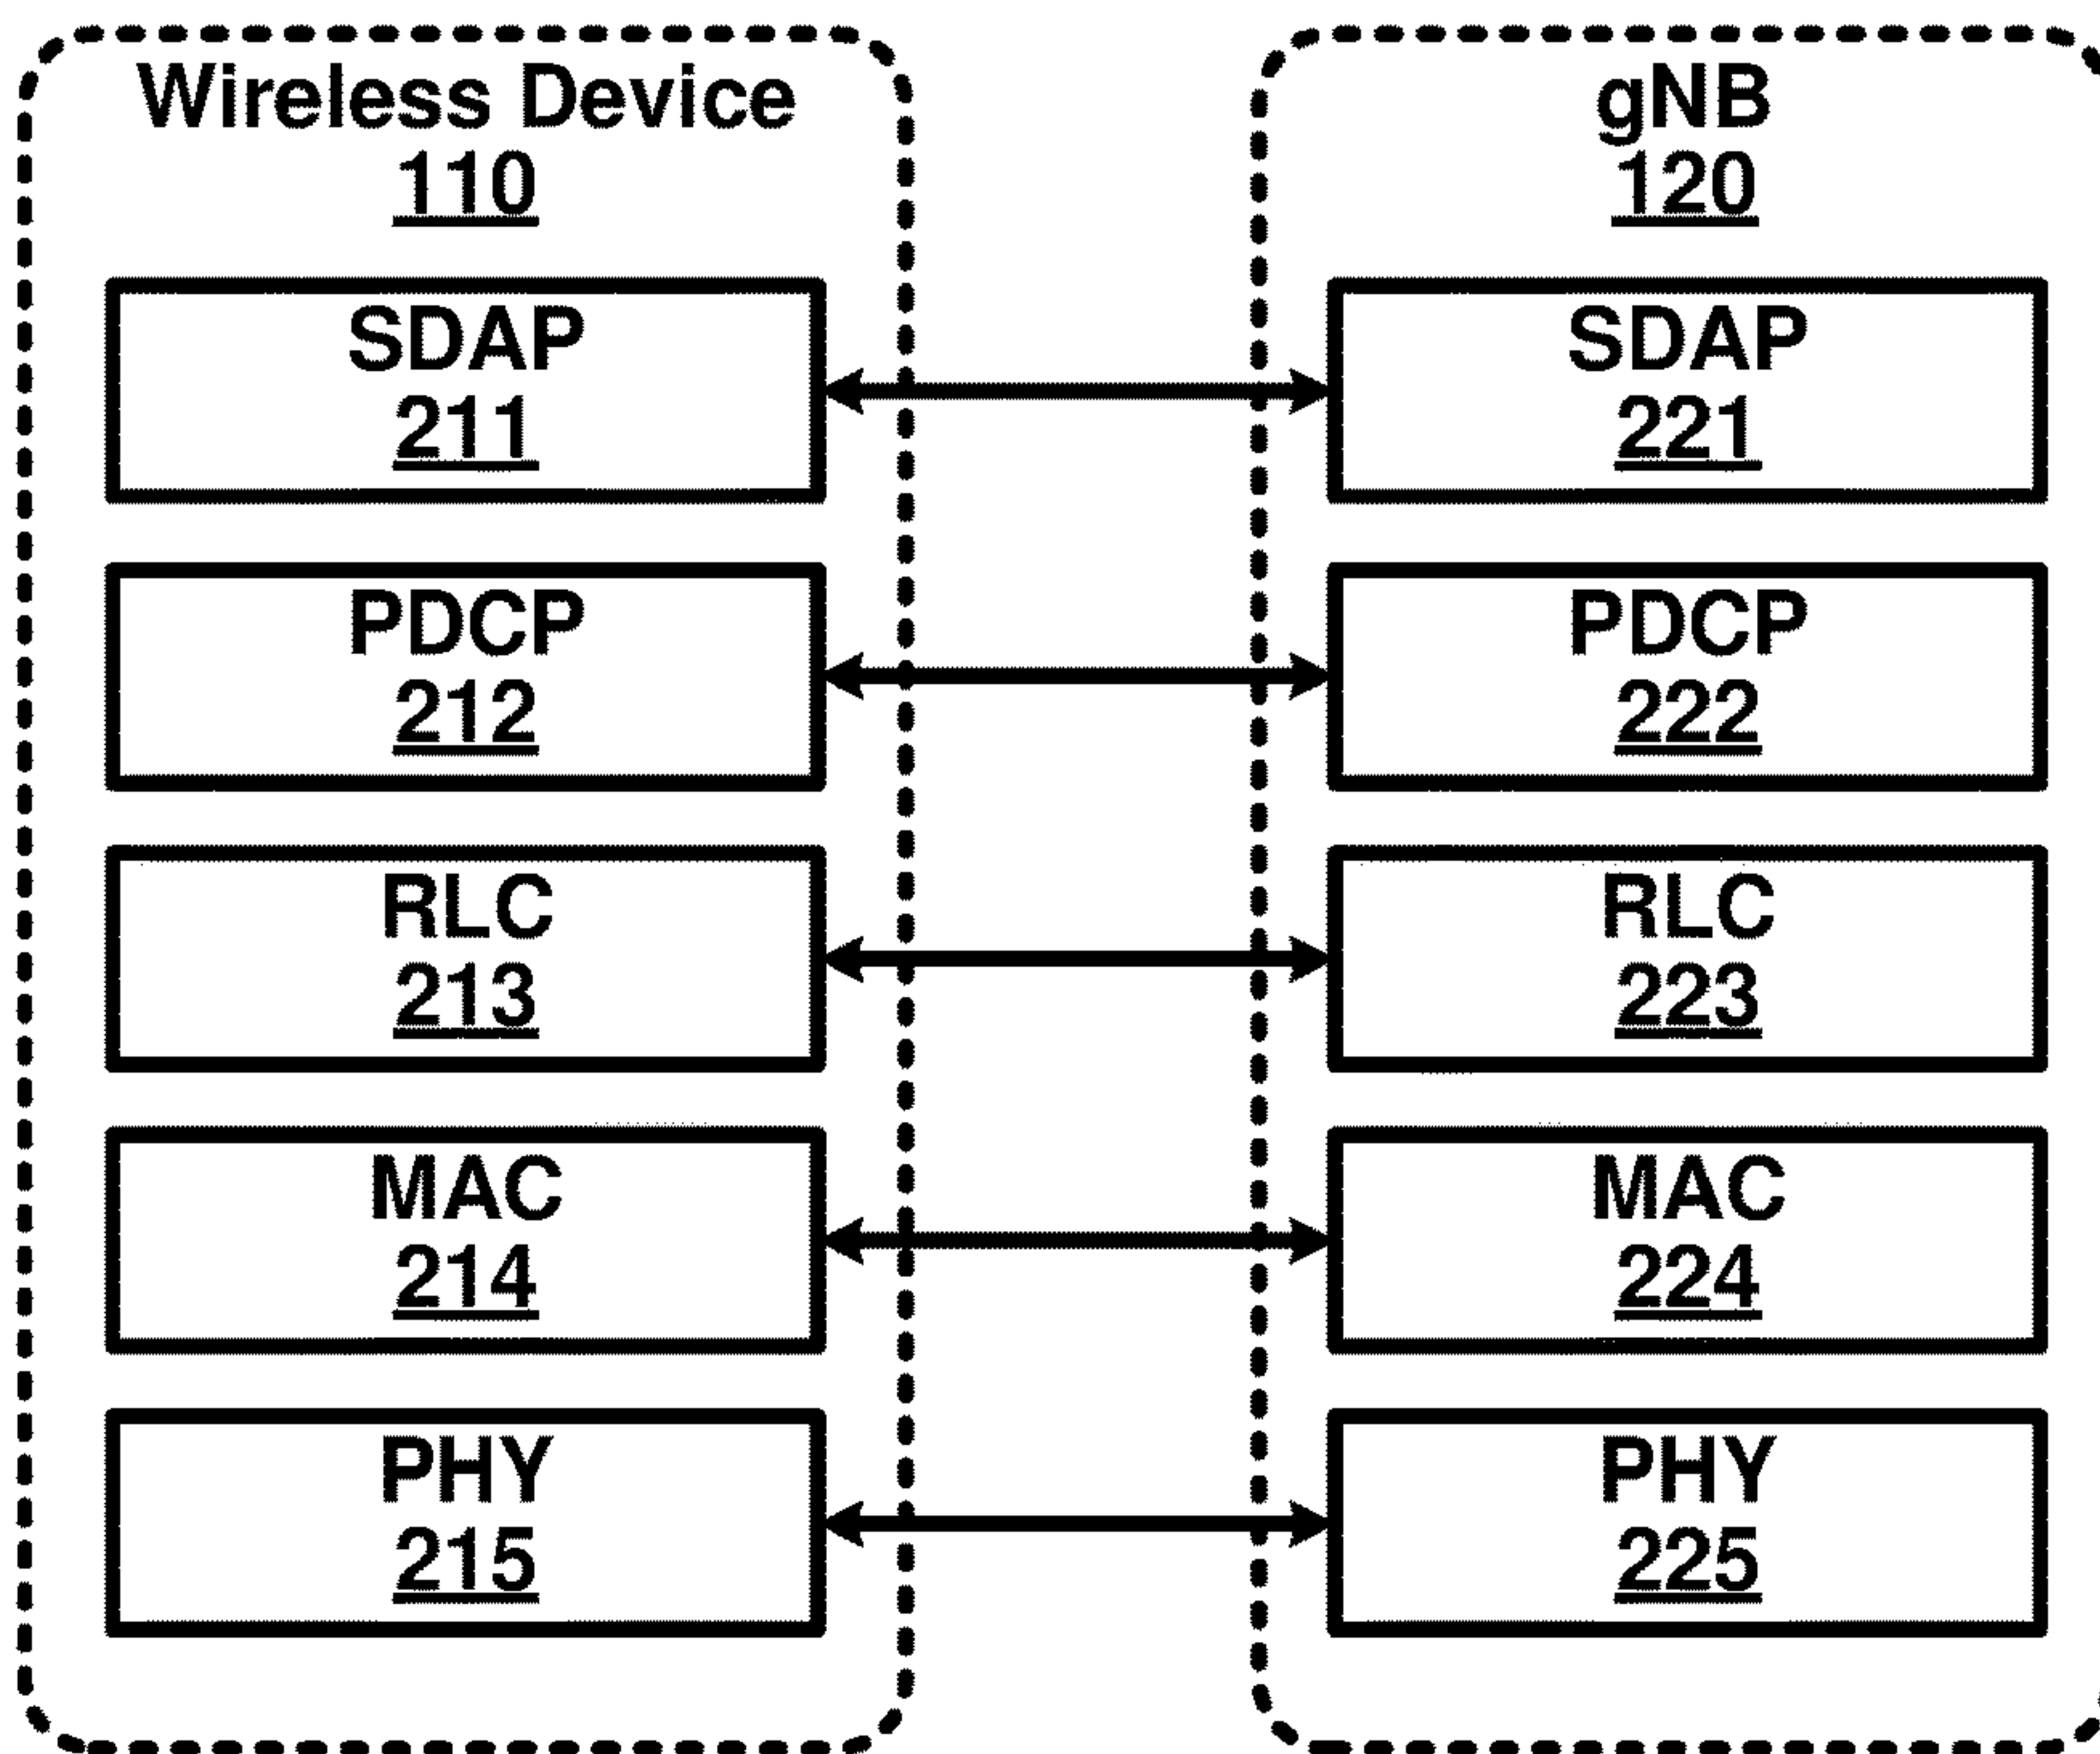 Wireless Device
110
gNB
120
SDAP
211
SDAP
221
PDCP
212
PDCP
222
RLC
213
RLC
223
MAC
214
MAC
224
PHY
215
PHY
225